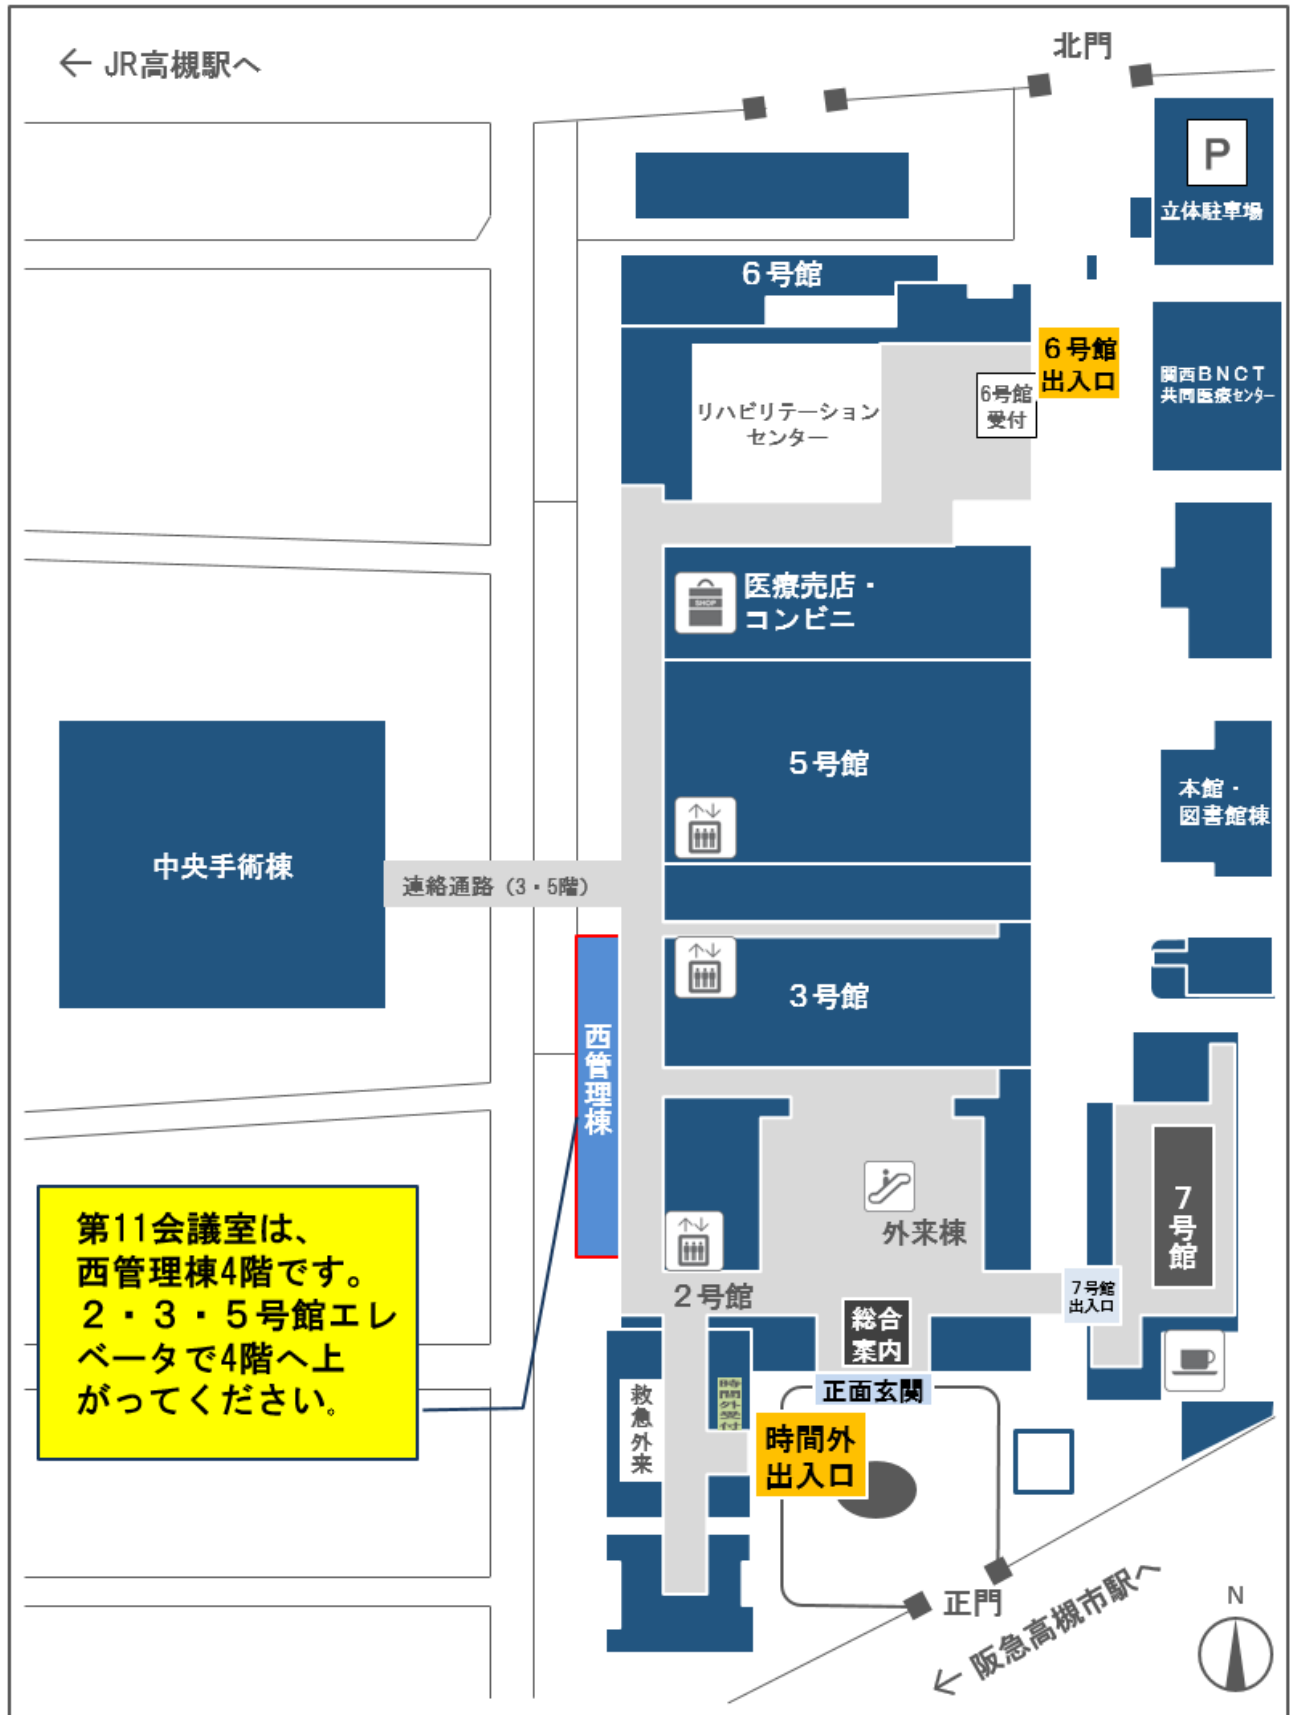 ← JR高槻駅へ
北門
P
立体駐車場
6号館
6号館
出入口
6号館
受付
関西BNCT
共同医療センター
リハビリテーション
センター
SHOP
医療売店・
コンビニ
5号館
本館・
図書館棟
中央手術棟
連絡通路（3・5階）
3号館
西管理棟
7号館
外来棟
2号館
7号館
出入口
総合
案内
正面玄関
第11会議室は、
西管理棟4階です。
２・３・５号館エレ
ベータで4階へ上
がってください。
救急外来
時間外受付
時間外
出入口
正門
← 阪急高槻市駅へ
N